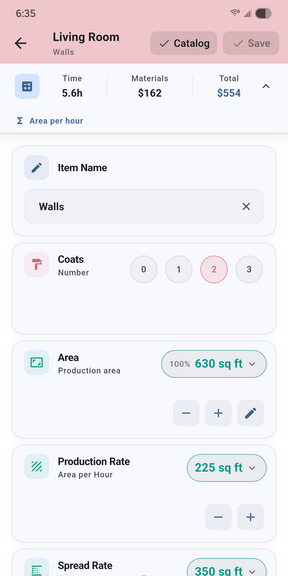 6:35
Living Room
Walls
Catalog
Save
Time
Materials
Total
5.6h
$162
$554
Σ Area per hour
Item Name
Walls
Coats
Number
0
1
2
3
Area
Production area
100% 630 sq ft
Production Rate
Area per Hour
225 sq ft
Spread Rate
350 sq ft